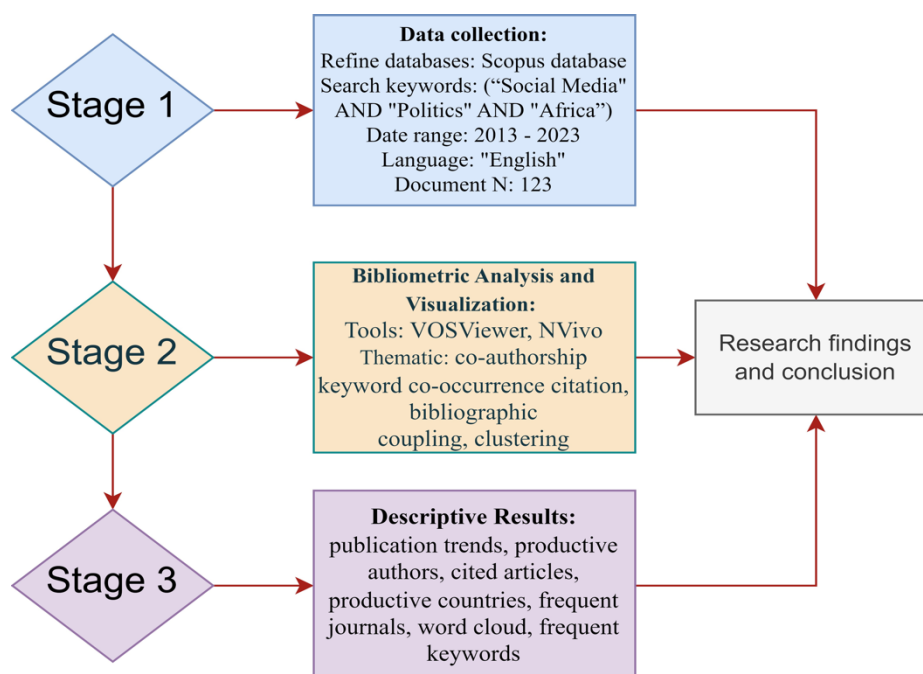 Stage 1
Data collection:
Refine databases: Scopus database
Search keywords: (“Social Media"
AND "Politics" AND "Africa”)
Date range: 2013 - 2023
Language: "English"
Document N: 123
Stage 2
Bibliometric Analysis and
Visualization:
Tools: VOSViewer, NVivo
Thematic: co-authorship
keyword co-occurrence citation,
bibliographic
coupling, clustering
Research findings
and conclusion
Stage 3
Descriptive Results:
publication trends, productive
authors, cited articles,
productive countries, frequent
journals, word cloud, frequent
keywords